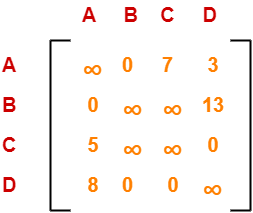 A B C D
A ∞ 0 7 3
B 0 ∞ ∞ 13
C 5 ∞ ∞ 0
D 8 0 0 ∞